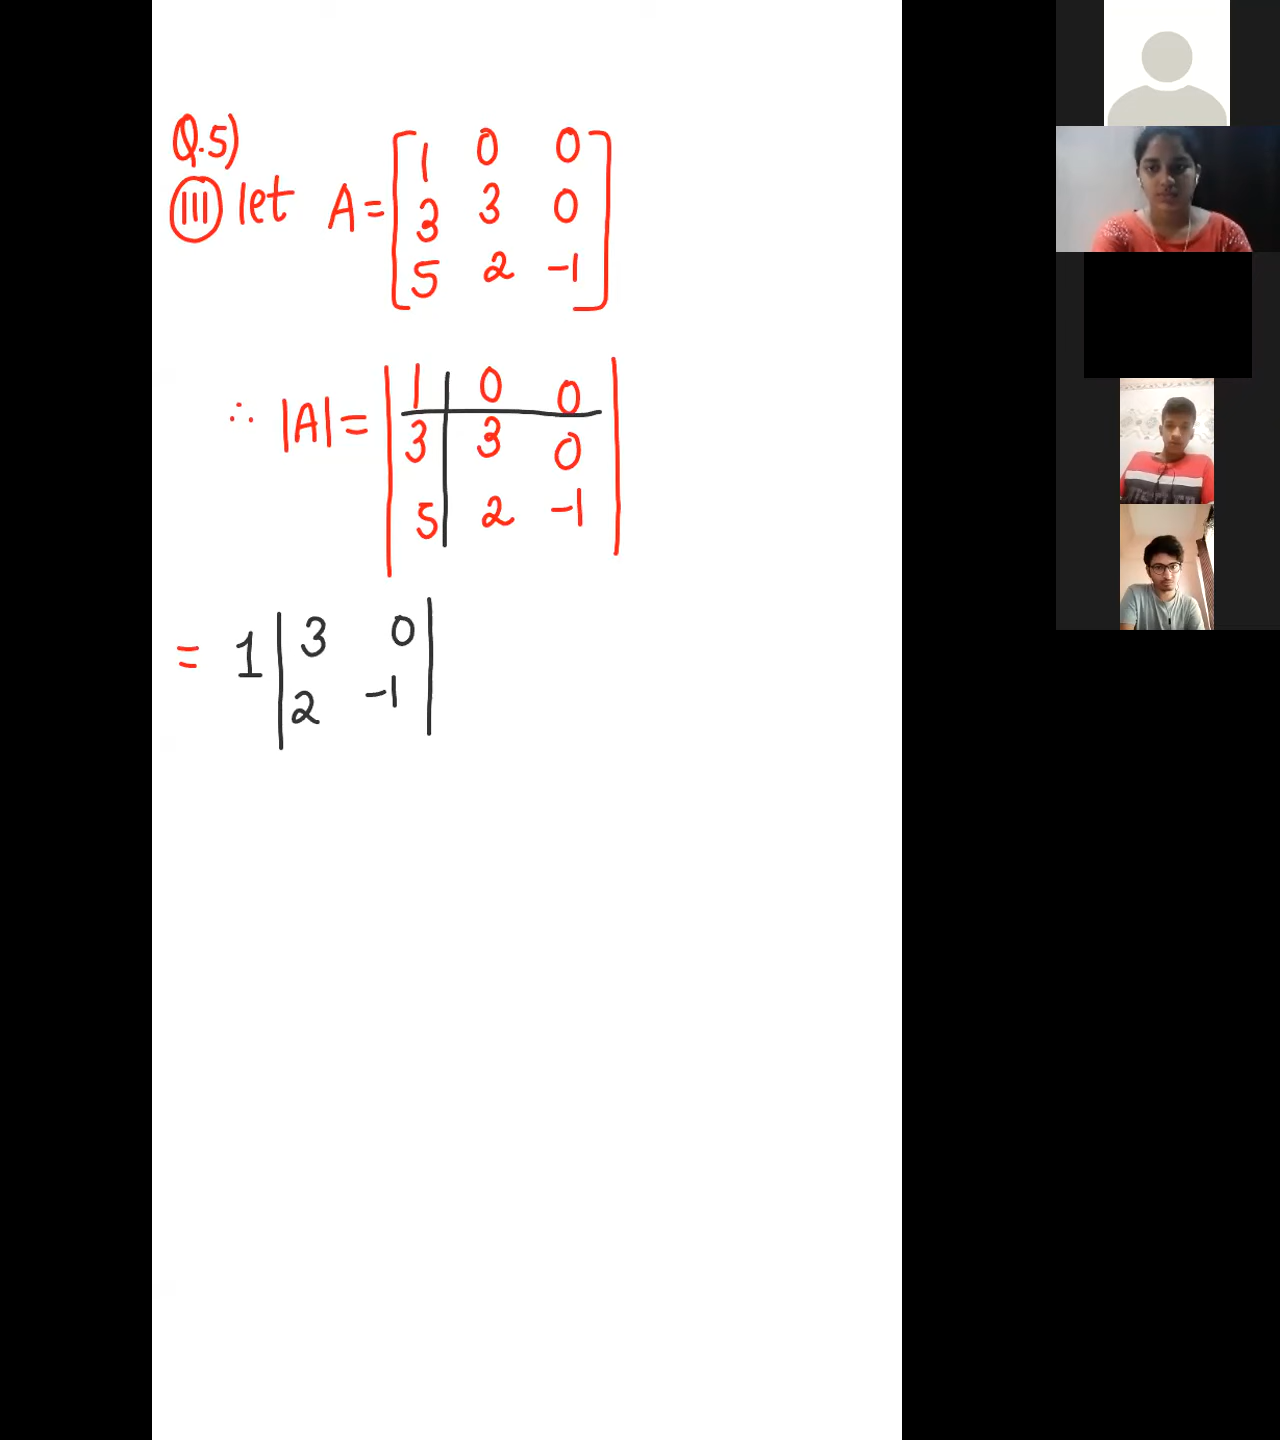 Q.5)
III let A = [1 0 0
3 3 0
5 2 -1]
∴ |A| = |1 0 0
3 3 0
5 2 -1|
= 1 |3 0
2 -1|